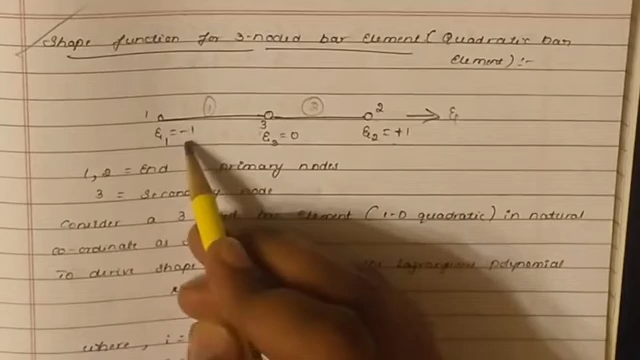 Shape function for 3-noded bar element (Quadratic bar
Element) :-
1 ① ② 2
3 ξ
ξ₁ = -1 ξ₃ = 0 ξ₂ = +1
1, 2 = End primary nodes
3 = Secondary node
Consider a 3 bar Element (1-D quadratic) in natural
co-ordinate as
To derive shape Lagrangian polynomial
where, i =